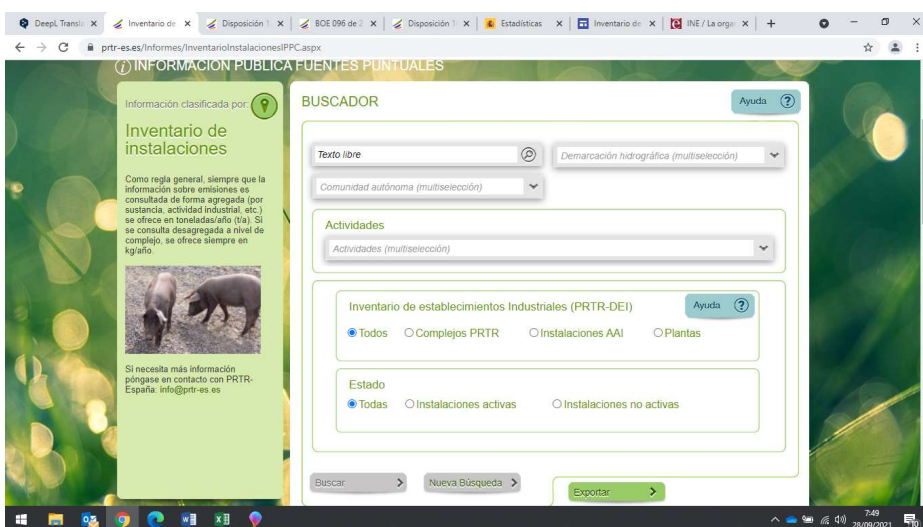 DeepL Transla
Inventario de
Disposición 1
BOE 096 de 2
Disposición 1
Estadísticas
Inventario de
INE / La orga
prtr-es.es/Informes/InventarioInstalacionesIPPC.aspx
INFORMACIÓN PÚBLICA FUENTES PUNTUALES
Información clasificada por:
Inventario de
instalaciones
Como regla general, siempre que la
información sobre emisiones es
consultada de forma agregada (por
sustancia, actividad industrial, etc.)
se ofrece en toneladas/año (t/a). Si
se consulta desagregada a nivel de
complejo, se ofrece siempre en
kg/año.
Si necesita más información
póngase en contacto con PRTR-
España: info@prtr-es.es
BUSCADOR
Ayuda ?
Texto libre
Demarcación hidrográfica (multiselección)
Comunidad autónoma (multiselección)
Actividades
Actividades (multiselección)
Inventario de establecimientos Industriales (PRTR-DEI)
Ayuda ?
Todos Complejos PRTR Instalaciones AAI Plantas
Estado
Todas Instalaciones activas Instalaciones no activas
Buscar
Nueva Búsqueda
Exportar
7:49
28/09/2021